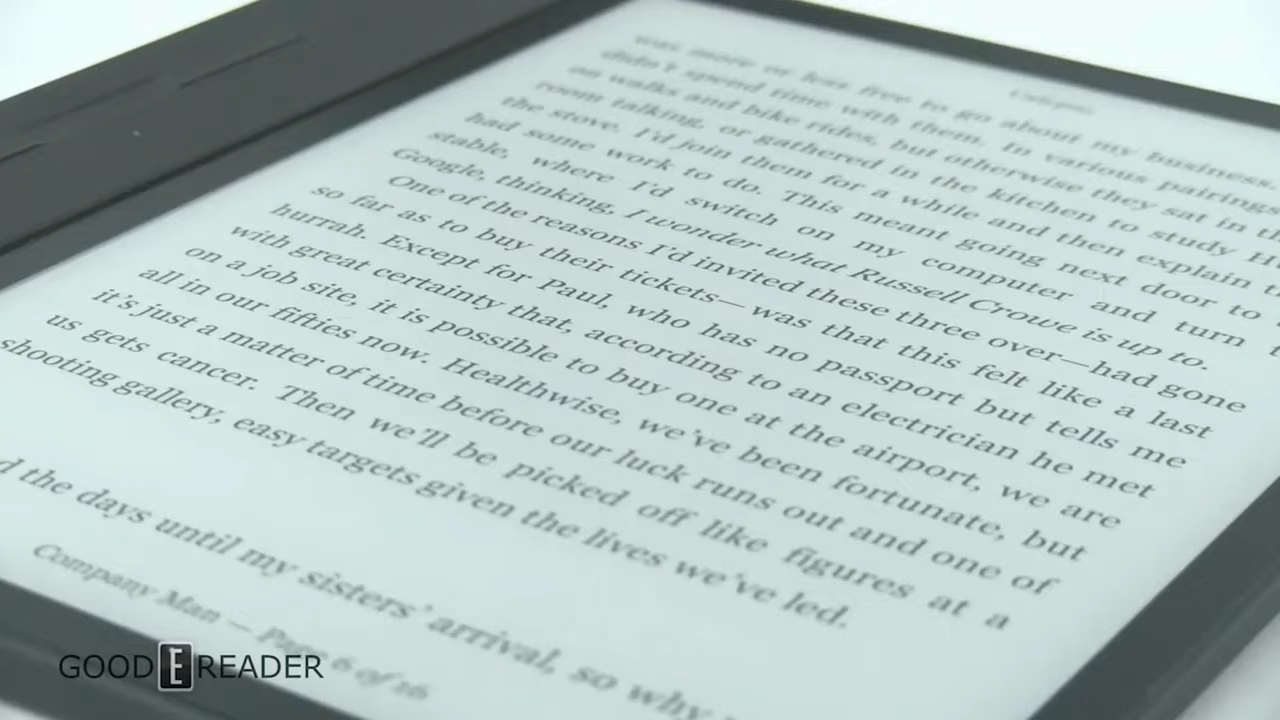 was more or less free to go about my business.
didn't spend time with them. In various pairings
on walks and bike rides, but otherwise they sat in th
room talking, or gathered in the kitchen to study H
the stove. I'd join them for a while and then explain t
had some work to do. This meant going next door to
stable, where I'd switch on my computer and turn t
Google, thinking, I wonder what Russell Crowe is up to.
One of the reasons I'd invited these three over—had gone
so far as to buy their tickets—was that this felt like a last
hurrah. Except for Paul, who has no passport but tells me
with great certainty that, according to an electrician he met
on a job site, it is possible to buy one at the airport, we are
all in our fifties now. Healthwise, we've been fortunate, but
it's just a matter of time before our luck runs out and one of
us gets cancer. Then we'll be picked off like figures at a
shooting gallery, easy targets given the lives we've led.
d the days until my sisters' arrival, so why
Company Man — Page 6 of 16
GOOD E READER